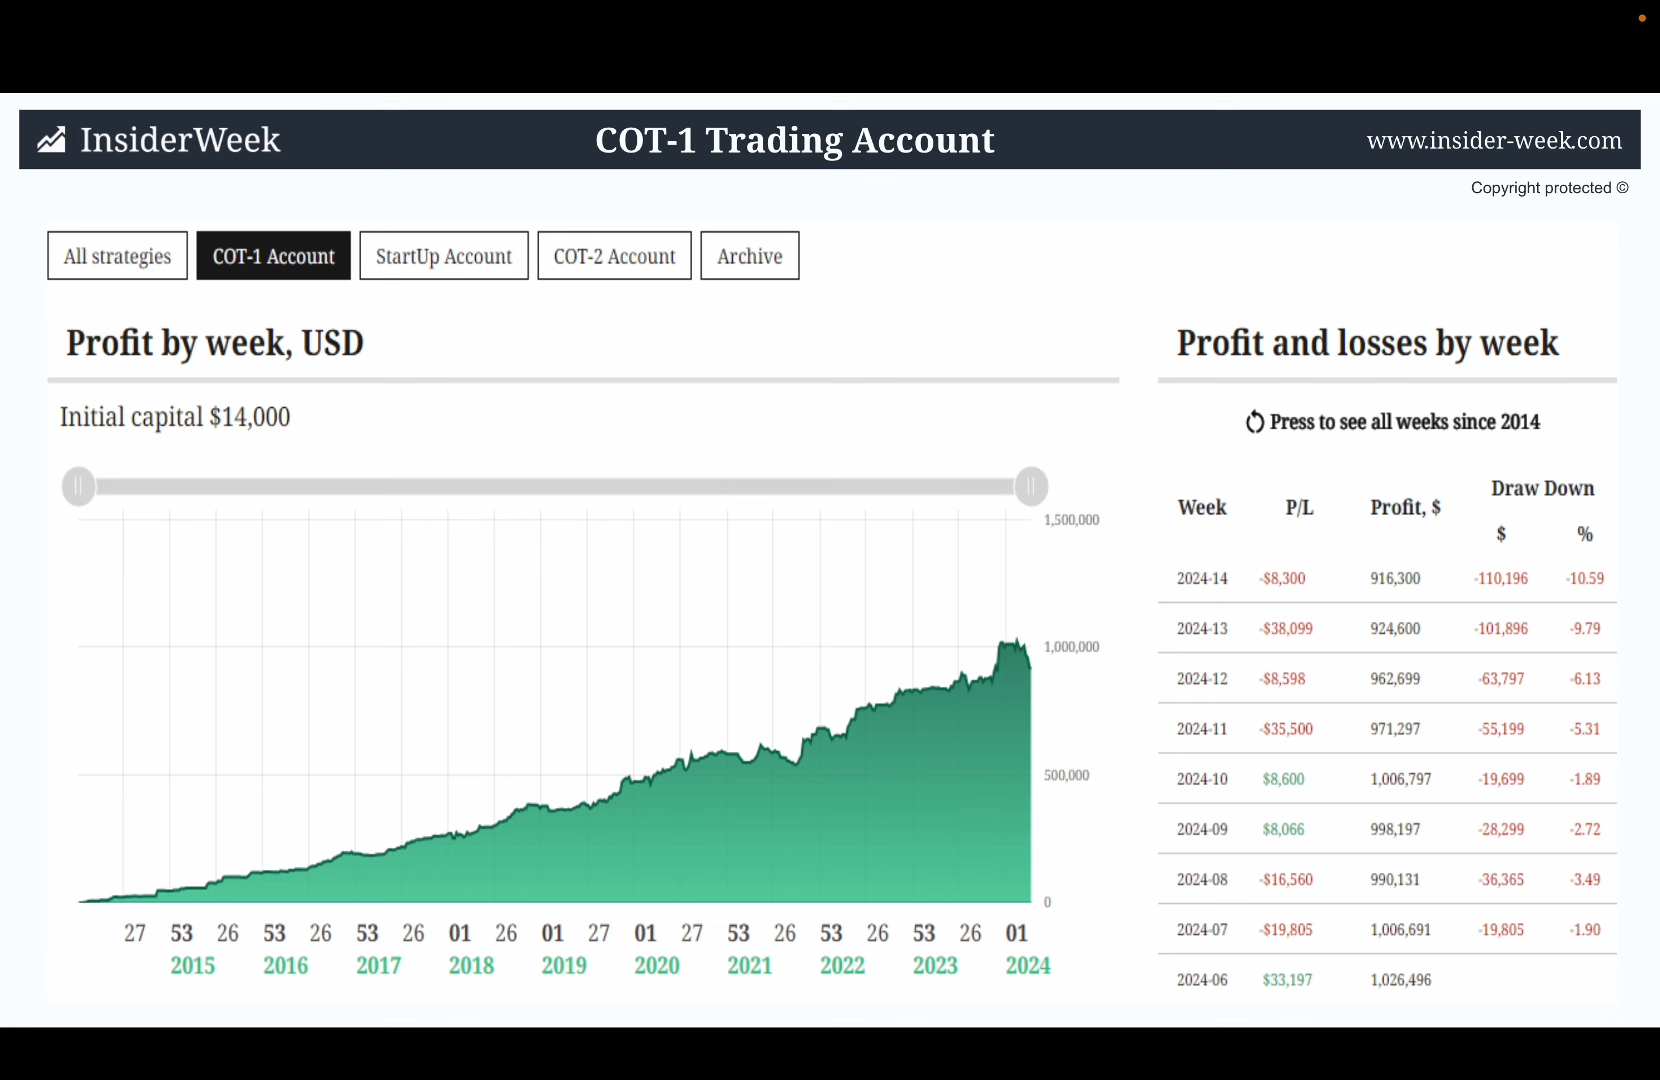 InsiderWeek
COT-1 Trading Account
www.insider-week.com
Copyright protected ©
All strategies
COT-1 Account
StartUp Account
COT-2 Account
Archive
Profit by week, USD
Initial capital $14,000
1,500,000
1,000,000
500,000
0
27 53 26 53 26 53 26 01 26 01 27 01 27 53 26 53 26 53 26 01
2015 2016 2017 2018 2019 2020 2021 2022 2023 2024
Profit and losses by week
Press to see all weeks since 2014
Week P/L Profit, $ Draw Down
$ %
2024-14 -$8,300 916,300 -110,196 -10.59
2024-13 -$38,099 924,600 -101,896 -9.79
2024-12 -$8,598 962,699 -63,797 -6.13
2024-11 -$35,500 971,297 -55,199 -5.31
2024-10 $8,600 1,006,797 -19,699 -1.89
2024-09 $8,066 998,197 -28,299 -2.72
2024-08 -$16,560 990,131 -36,365 -3.49
2024-07 -$19,805 1,006,691 -19,805 -1.90
2024-06 $33,197 1,026,496